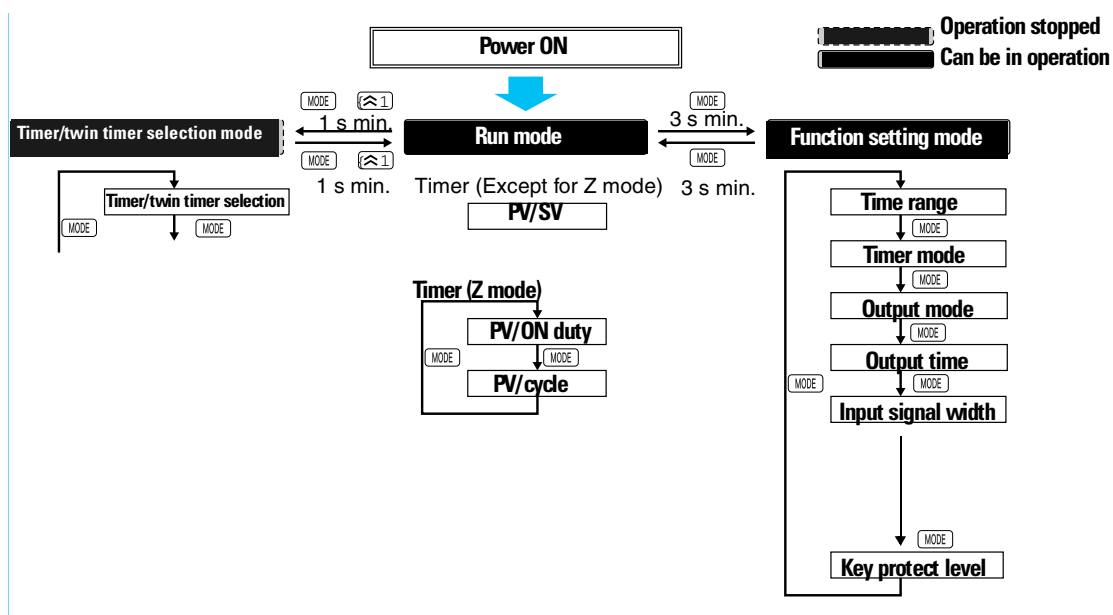 Operation stopped
Power ON
Can be in operation
MODE {︽1 MODE
1 s min. 3 s min.
Timer/twin timer selection mode Run mode Function setting mode
MODE {︽1 MODE
1 s min. Timer (Except for Z mode) 3 s min.
Timer/twin timer selection PV/SV Time range
MODE MODE MODE
Timer mode
MODE
Timer (Z mode)
Output mode
PV/ON duty MODE
MODE MODE Output time
PV/cycle MODE MODE
Input signal width
MODE
Key protect level